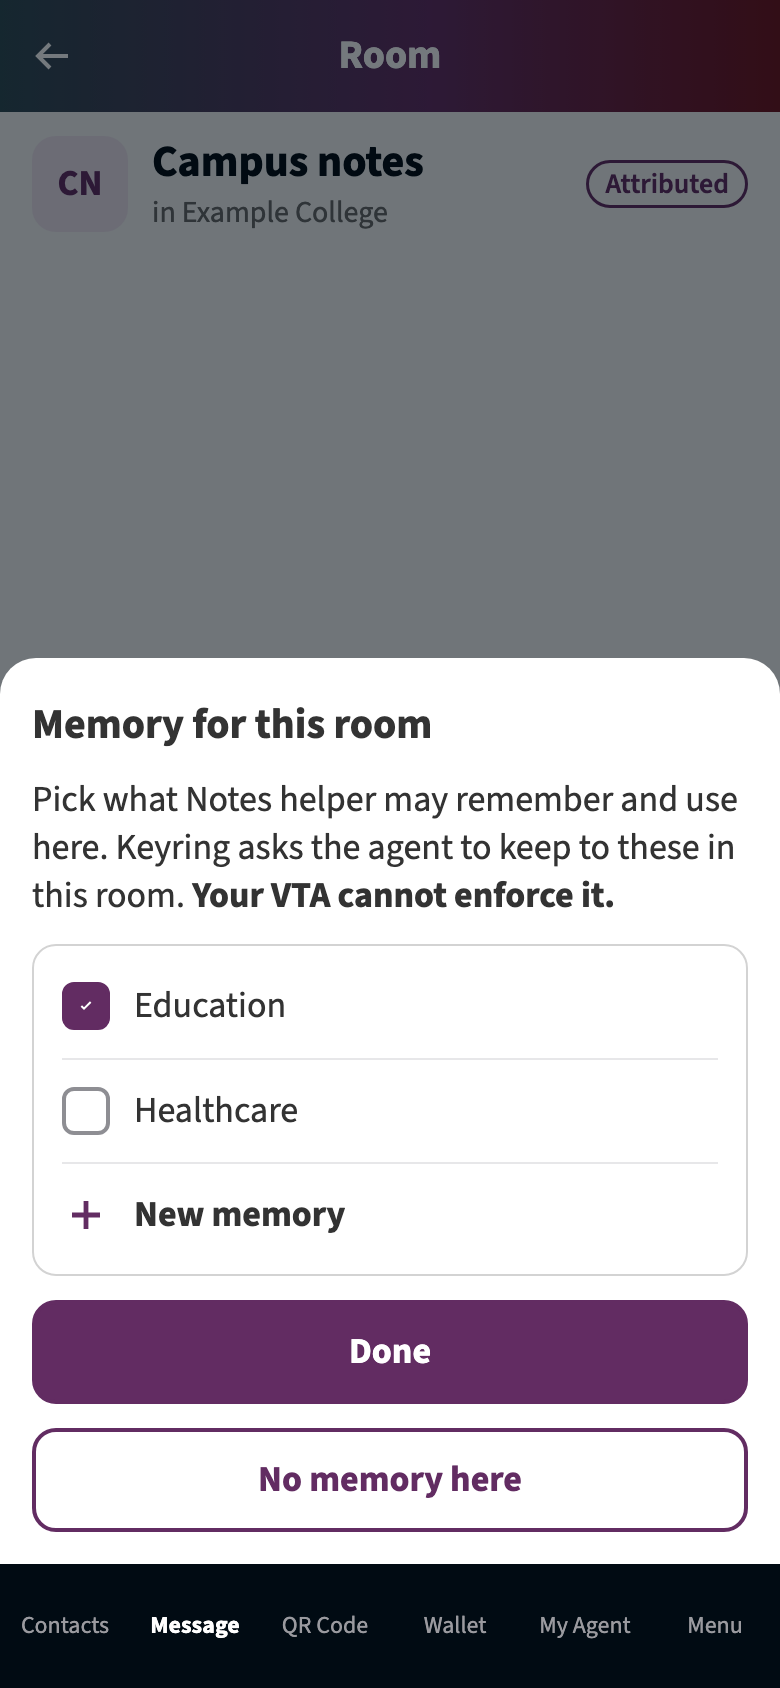 Room
CN
Campus notes
in Example College
Attributed
Memory for this room
Pick what Notes helper may remember and use
here. Keyring asks the agent to keep to these in
this room. Your VTA cannot enforce it.
Education
Healthcare
New memory
Done
No memory here
Contacts
Message
QR Code
Wallet
My Agent
Menu